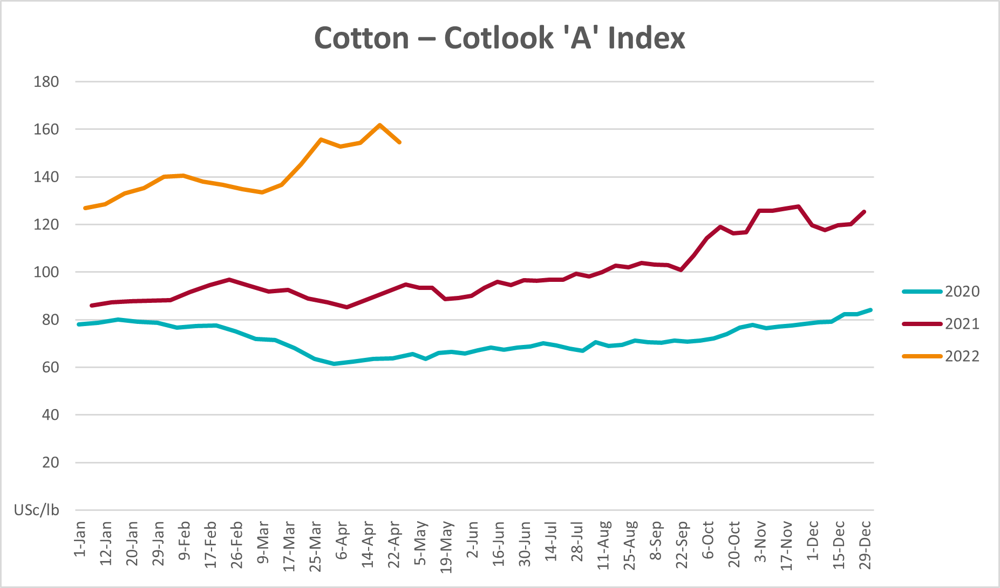 Cotton – Cotlook 'A' Index
180
160
140
120
100
80
60
40
20
USc/lb
1-Jan
12-Jan
20-Jan
29-Jan
9-Feb
17-Feb
26-Feb
9-Mar
17-Mar
25-Mar
6-Apr
14-Apr
22-Apr
5-May
19-May
2-Jun
16-Jun
30-Jun
14-Jul
28-Jul
11-Aug
25-Aug
8-Sep
22-Sep
6-Oct
20-Oct
3-Nov
17-Nov
1-Dec
15-Dec
29-Dec
2020
2021
2022